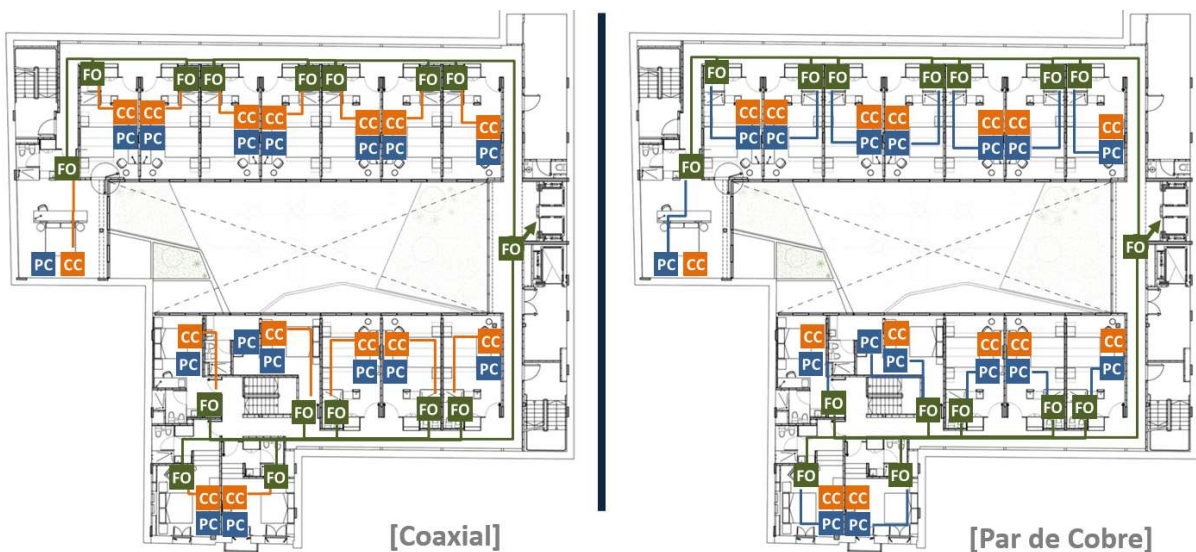 FO FO FO FO FO FO FO
CC CC CC CC CC CC CC
PC PC PC PC PC PC PC
FO
PC CC
FO
CC PC CC CC CC CC
PC PC PC PC PC
FO FO FO FO FO
FO FO
CC CC
PC PC
[Coaxial]
FO FO FO FO FO FO FO
CC CC CC CC CC CC CC
PC PC PC PC PC PC PC
FO
PC CC
FO
CC PC CC CC CC CC
PC PC PC PC PC
FO FO FO FO FO
FO FO
CC CC
PC PC
[Par de Cobre]